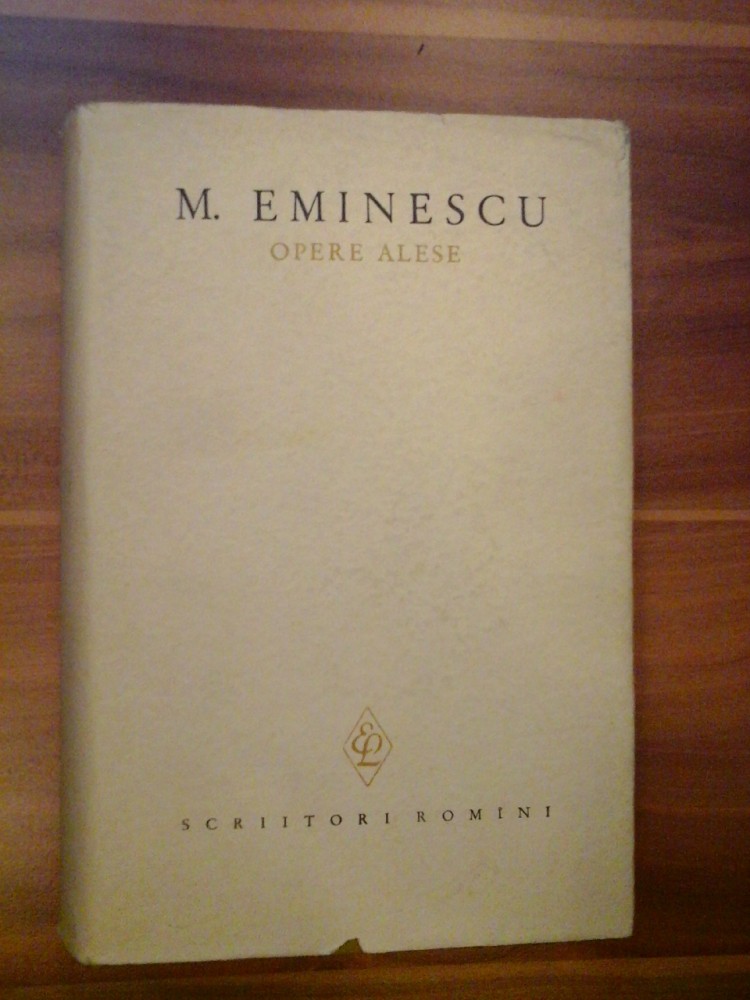 M. EMINESCU
OPERE ALESE
EL
SCRIITORI ROMINI